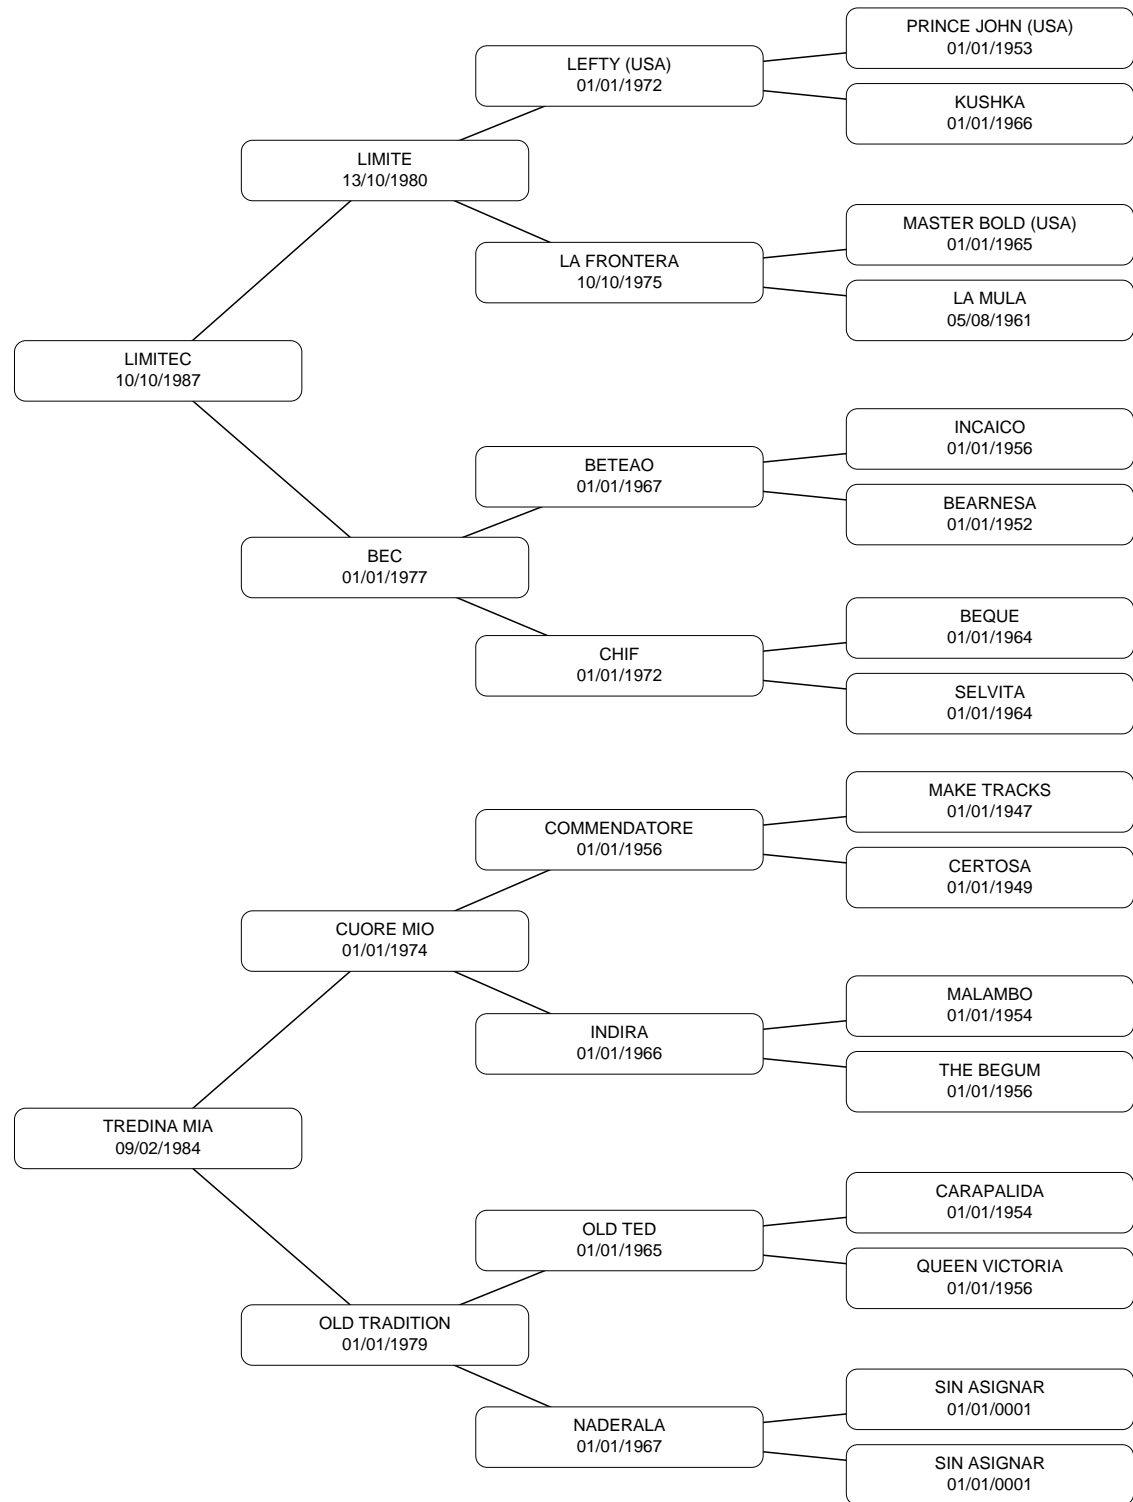 PRINCE JOHN (USA)
01/01/1953
LEFTY (USA)
01/01/1972
KUSHKA
01/01/1966
LIMITE
13/10/1980
MASTER BOLD (USA)
01/01/1965
LA FRONTERA
10/10/1975
LA MULA
05/08/1961
LIMITEC
10/10/1987
INCAICO
01/01/1956
BETEAO
01/01/1967
BEARNESA
01/01/1952
BEC
01/01/1977
BEQUE
01/01/1964
CHIF
01/01/1972
SELVITA
01/01/1964
MAKE TRACKS
01/01/1947
COMMENDATORE
01/01/1956
CERTOSA
01/01/1949
CUORE MIO
01/01/1974
MALAMBO
01/01/1954
INDIRA
01/01/1966
THE BEGUM
01/01/1956
TREDINA MIA
09/02/1984
CARAPALIDA
01/01/1954
OLD TED
01/01/1965
QUEEN VICTORIA
01/01/1956
OLD TRADITION
01/01/1979
SIN ASIGNAR
01/01/0001
NADERALA
01/01/1967
SIN ASIGNAR
01/01/0001